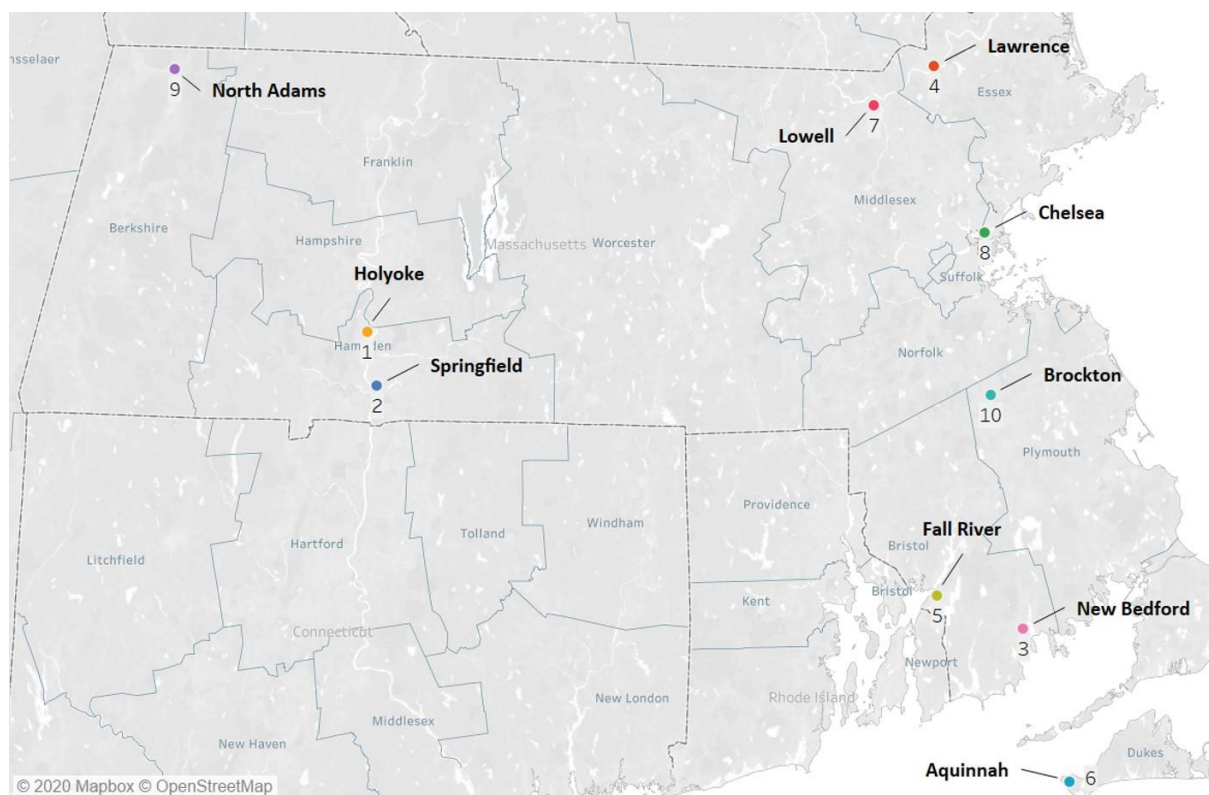 Lawrence
nsselaer
4
9
North Adams
Essex
Lowell
7
Franklin
Middlesex
Chelsea
Berkshire
Hampshire
Massachusetts
Worcester
8
Suffolk
Holyoke
Hampden
1
Norfolk
Springfield
Brockton
2
10
Plymouth
Providence
Windham
Fall River
Tolland
Hartford
Bristol
Litchfield
Bristol
Kent
5
New Bedford
Connecticut
3
Newport
New London
Rhode Island
Middlesex
New Haven
Dukes
Aquinnah
6
© 2020 Mapbox © OpenStreetMap